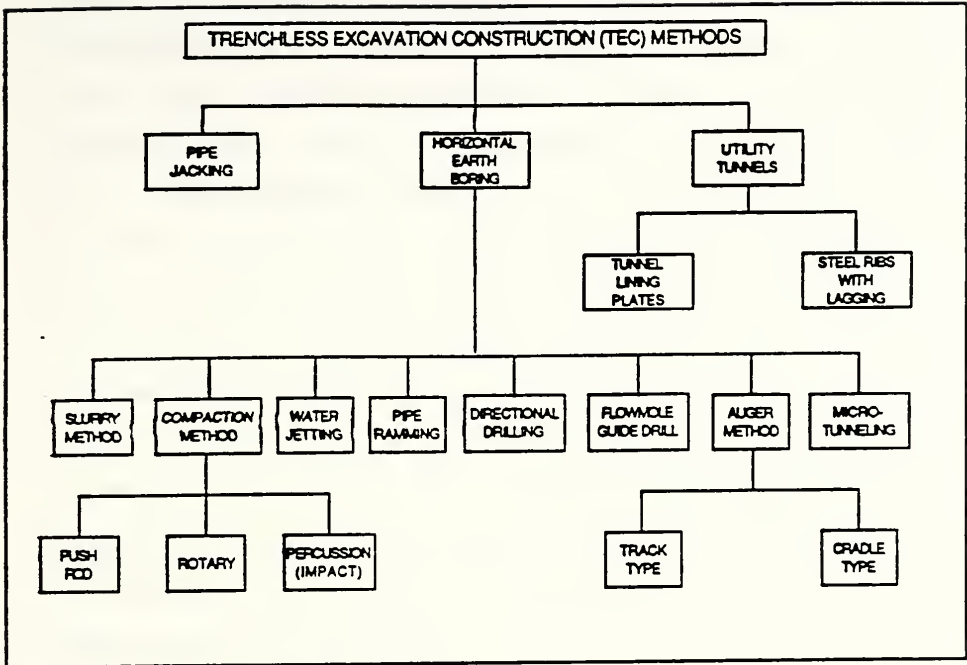 TRENCHLESS EXCAVATION CONSTRUCTION (TEC) METHODS
PIPE
JACKING
HORIZONTAL
EARTH
BORING
UTILITY
TUNNELS
TUNNEL
LINING
PLATES
STEEL RIBS
WITH
LAGGING
SLURRY
METHOD
COMPACTION
METHOD
WATER
JETTING
PIPE
RAMMING
DIRECTIONAL
DRILLING
FLOWMOLE
GUIDE DRILL
AUGER
METHOD
MICRO-
TUNNELING
PUSH
ROD
ROTARY
PERCUSSION
(IMPACT)
TRACK
TYPE
CRADLE
TYPE